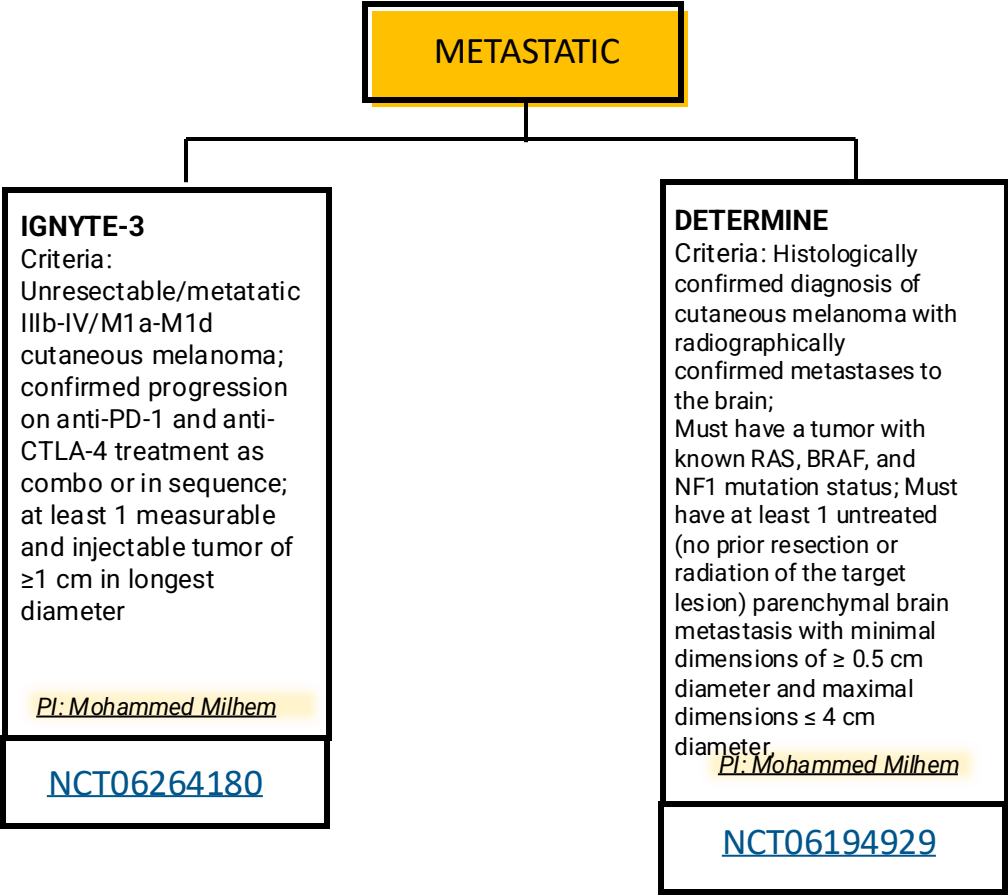 METASTATIC
IGNYTE-3
Criteria:
Unresectable/metatatic
IIIb-IV/M1a-M1d
cutaneous melanoma;
confirmed progression
on anti-PD-1 and anti-
CTLA-4 treatment as
combo or in sequence;
at least 1 measurable
and injectable tumor of
≥1 cm in longest
diameter
PI: Mohammed Milhem
NCT06264180
DETERMINE
Criteria: Histologically
confirmed diagnosis of
cutaneous melanoma with
radiographically
confirmed metastases to
the brain;
Must have a tumor with
known RAS, BRAF, and
NF1 mutation status; Must
have at least 1 untreated
(no prior resection or
radiation of the target
lesion) parenchymal brain
metastasis with minimal
dimensions of ≥ 0.5 cm
diameter and maximal
dimensions ≤ 4 cm
diameter,
PI: Mohammed Milhem
NCT06194929